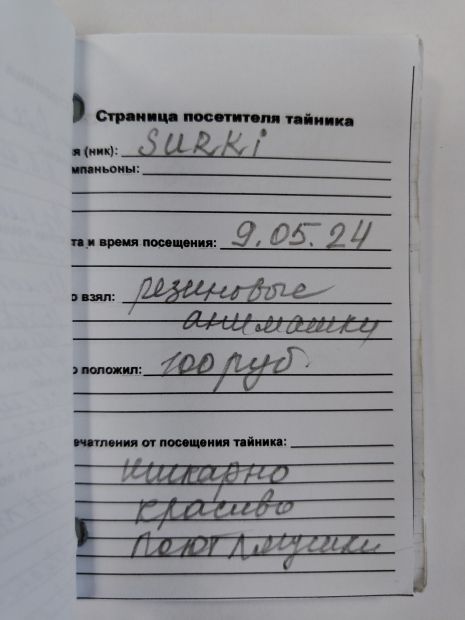 Страница посетителя тайника
я (ник): SURKi
мпаньоны:
та и время посещения: 9.05.24
о взял: резиновые
анимашки
о положил: 100 руб.
ечатления от посещения тайника:
шикарно
красиво
поют лягушки